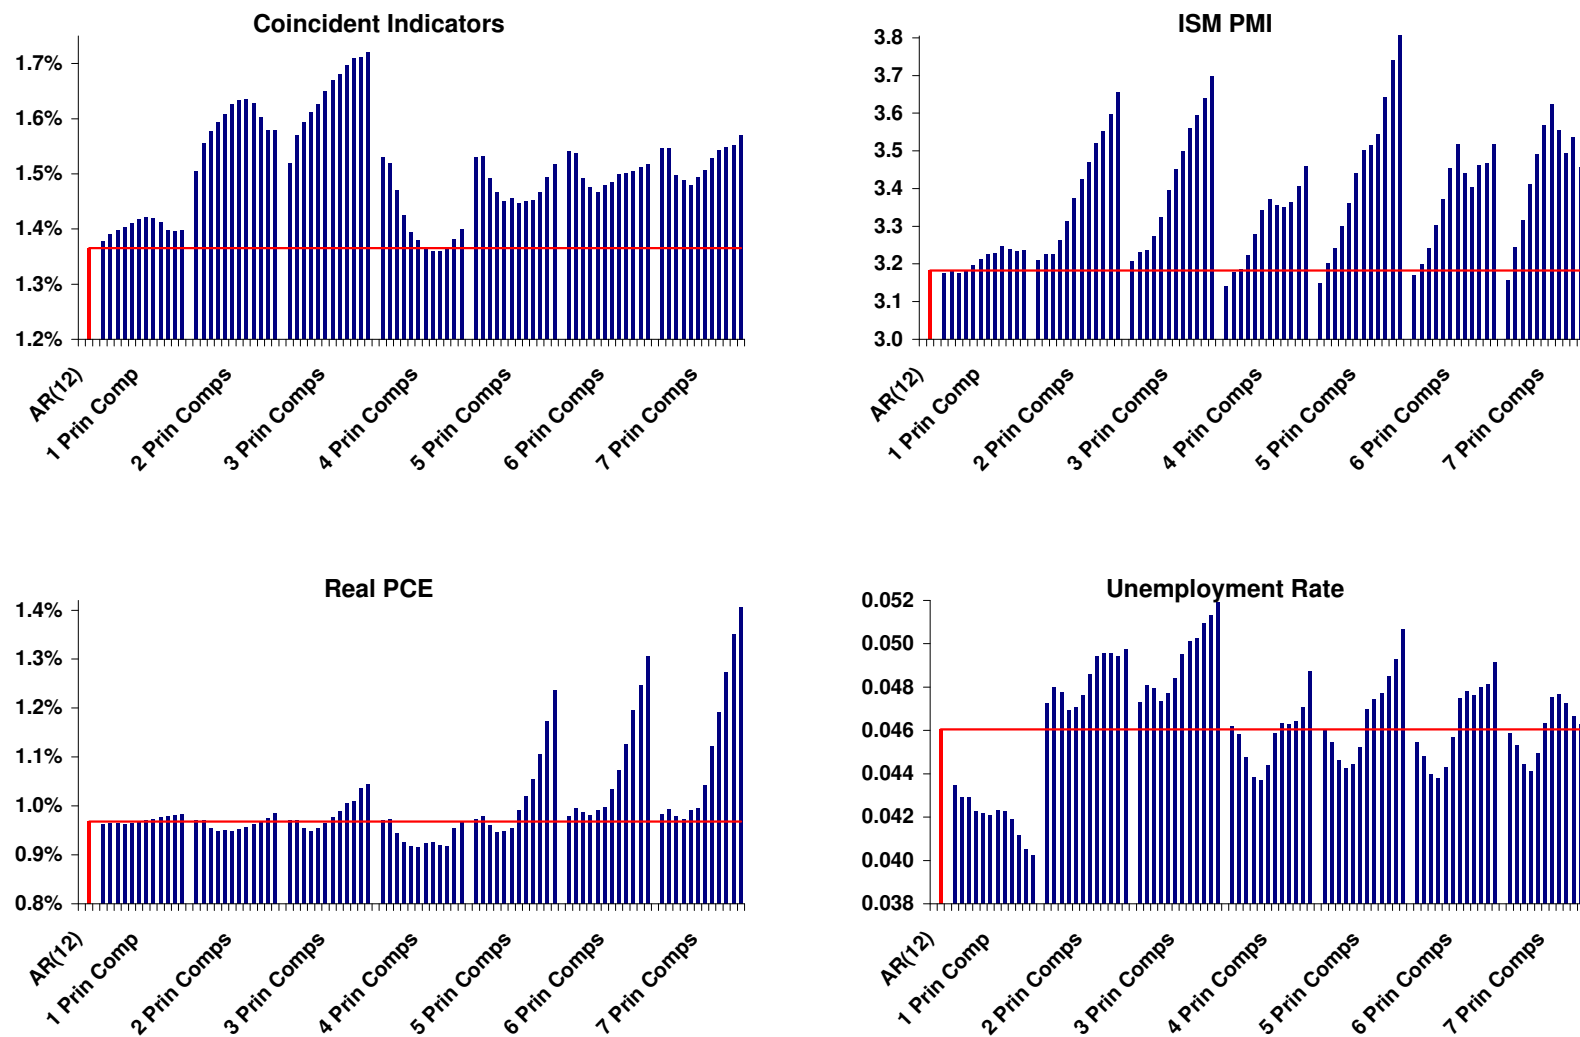 Coincident Indicators
1.7%
1.6%
1.5%
1.4%
1.3%
1.2%
AR(12)
1 Prin Comp
2 Prin Comps
3 Prin Comps
4 Prin Comps
5 Prin Comps
6 Prin Comps
7 Prin Comps
ISM PMI
3.8
3.7
3.6
3.5
3.4
3.3
3.2
3.1
3.0
AR(12)
1 Prin Comp
2 Prin Comps
3 Prin Comps
4 Prin Comps
5 Prin Comps
6 Prin Comps
7 Prin Comps
Real PCE
1.4%
1.3%
1.2%
1.1%
1.0%
0.9%
0.8%
AR(12)
1 Prin Comp
2 Prin Comps
3 Prin Comps
4 Prin Comps
5 Prin Comps
6 Prin Comps
7 Prin Comps
Unemployment Rate
0.052
0.050
0.048
0.046
0.044
0.042
0.040
0.038
AR(12)
1 Prin Comp
2 Prin Comps
3 Prin Comps
4 Prin Comps
5 Prin Comps
6 Prin Comps
7 Prin Comps